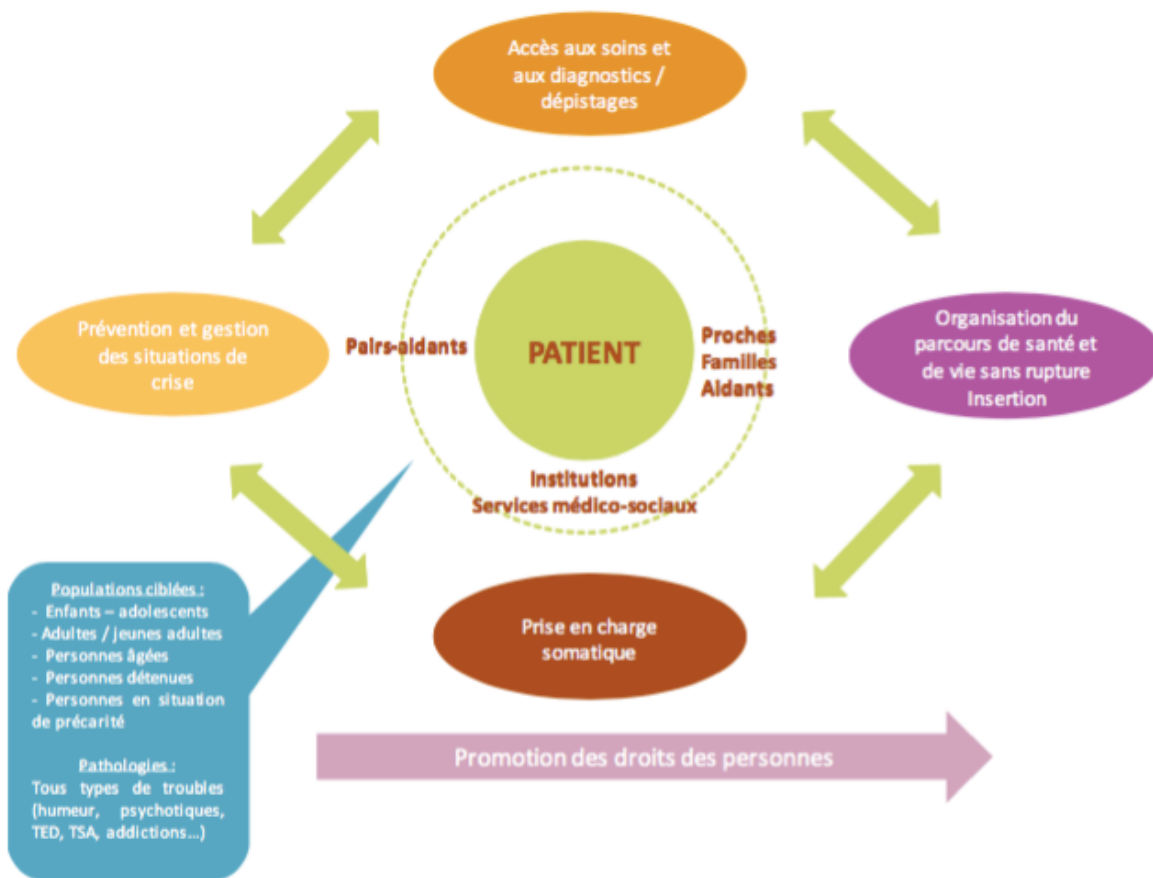 Accès aux soins et
aux diagnostics /
dépistages
Prévention et gestion
des situations de
crise
Pairs-aidants
PATIENT
Proches
Familles
Aidants
Organisation du
parcours de santé et
de vie sans rupture
Insertion
Institutions
Services médico-sociaux
Populations ciblées :
- Enfants – adolescents
- Adultes / jeunes adultes
- Personnes âgées
- Personnes détenues
- Personnes en situation
de précarité
Pathologies :
Tous types de troubles
(humeur, psychotiques,
TED, TSA, addictions...)
Prise en charge
somatique
Promotion des droits des personnes